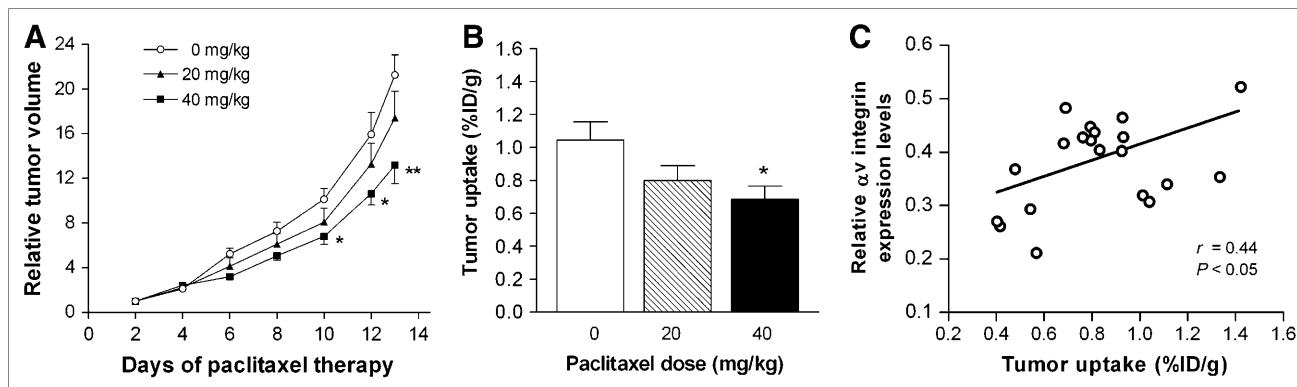 A
24
20
16
12
8
4
0
0 mg/kg
20 mg/kg
40 mg/kg
**
*
*
0 2 4 6 8 10 12 14
Relative tumor volume
Days of paclitaxel therapy
B
1.6
1.4
1.2
1.0
0.8
0.6
0.4
0.2
0.0
*
0 20 40
Tumor uptake (%ID/g)
Paclitaxel dose (mg/kg)
C
0.6
0.5
0.4
0.3
0.2
0.1
r = 0.44
P < 0.05
0.2 0.4 0.6 0.8 1.0 1.2 1.4 1.6
Relative αv integrin
expression levels
Tumor uptake (%ID/g)